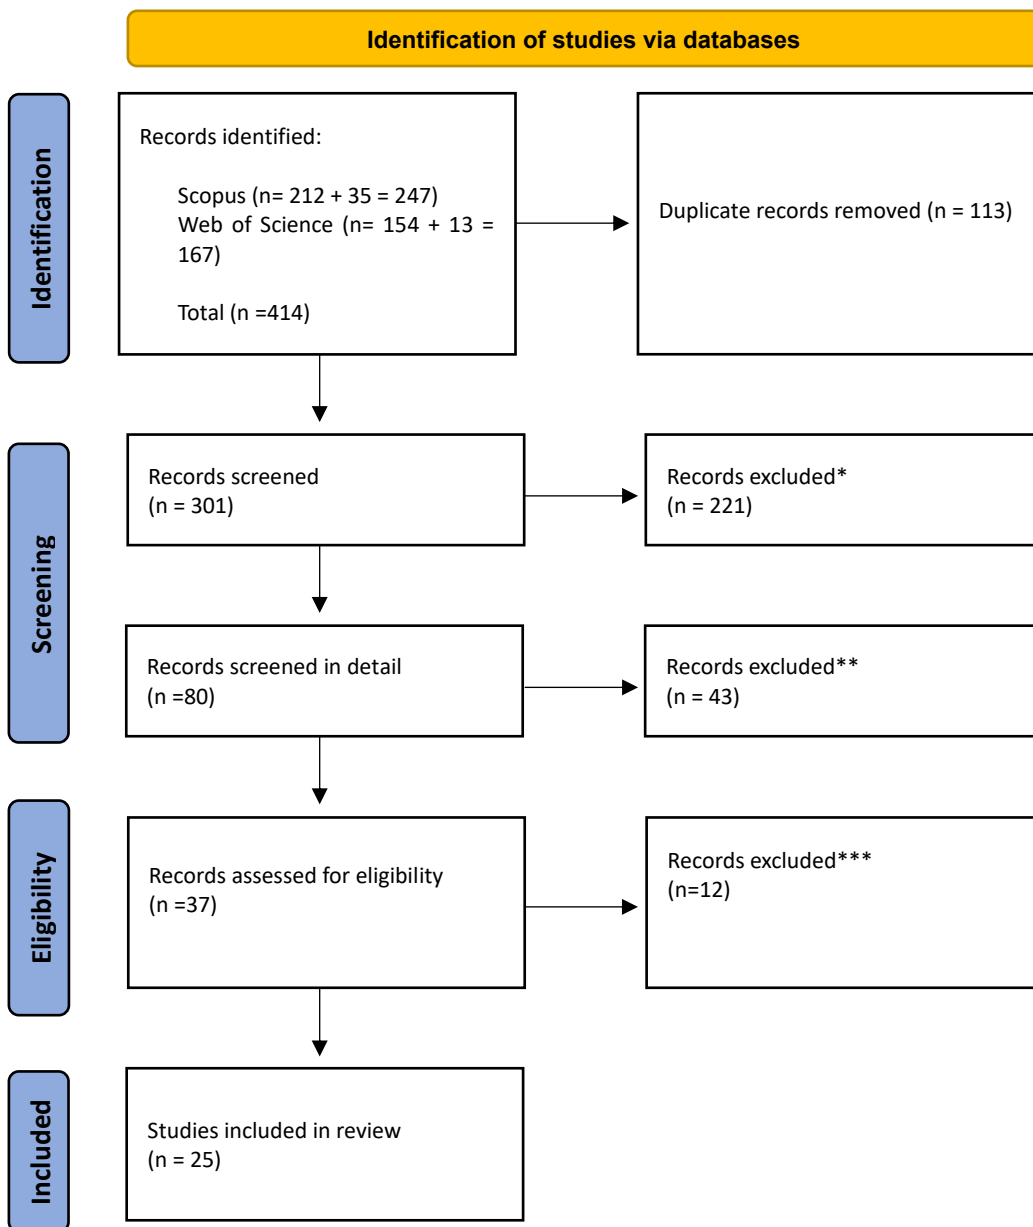 Identification of studies via databases
Identification
Records identified:
Scopus (n= 212 + 35 = 247)
Web of Science (n= 154 + 13 =
167)
Total (n =414)
Duplicate records removed (n = 113)
Screening
Records screened
(n = 301)
Records excluded*
(n = 221)
Records screened in detail
(n =80)
Records excluded**
(n = 43)
Eligibility
Records assessed for eligibility
(n =37)
Records excluded***
(n=12)
Included
Studies included in review
(n = 25)